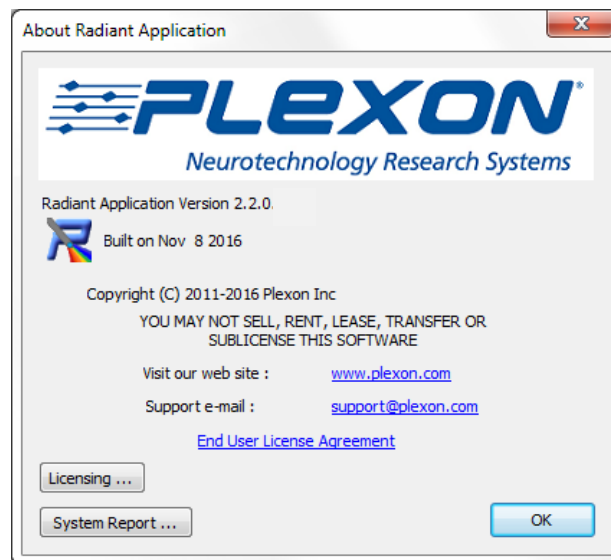 About Radiant Application
PLEXON®
Neurotechnology Research Systems
Radiant Application Version 2.2.0.
Built on Nov 8 2016
Copyright (C) 2011-2016 Plexon Inc
YOU MAY NOT SELL, RENT, LEASE, TRANSFER OR
SUBLICENSE THIS SOFTWARE
Visit our web site : www.plexon.com
Support e-mail : support@plexon.com
End User License Agreement
Licensing ...
System Report ... OK